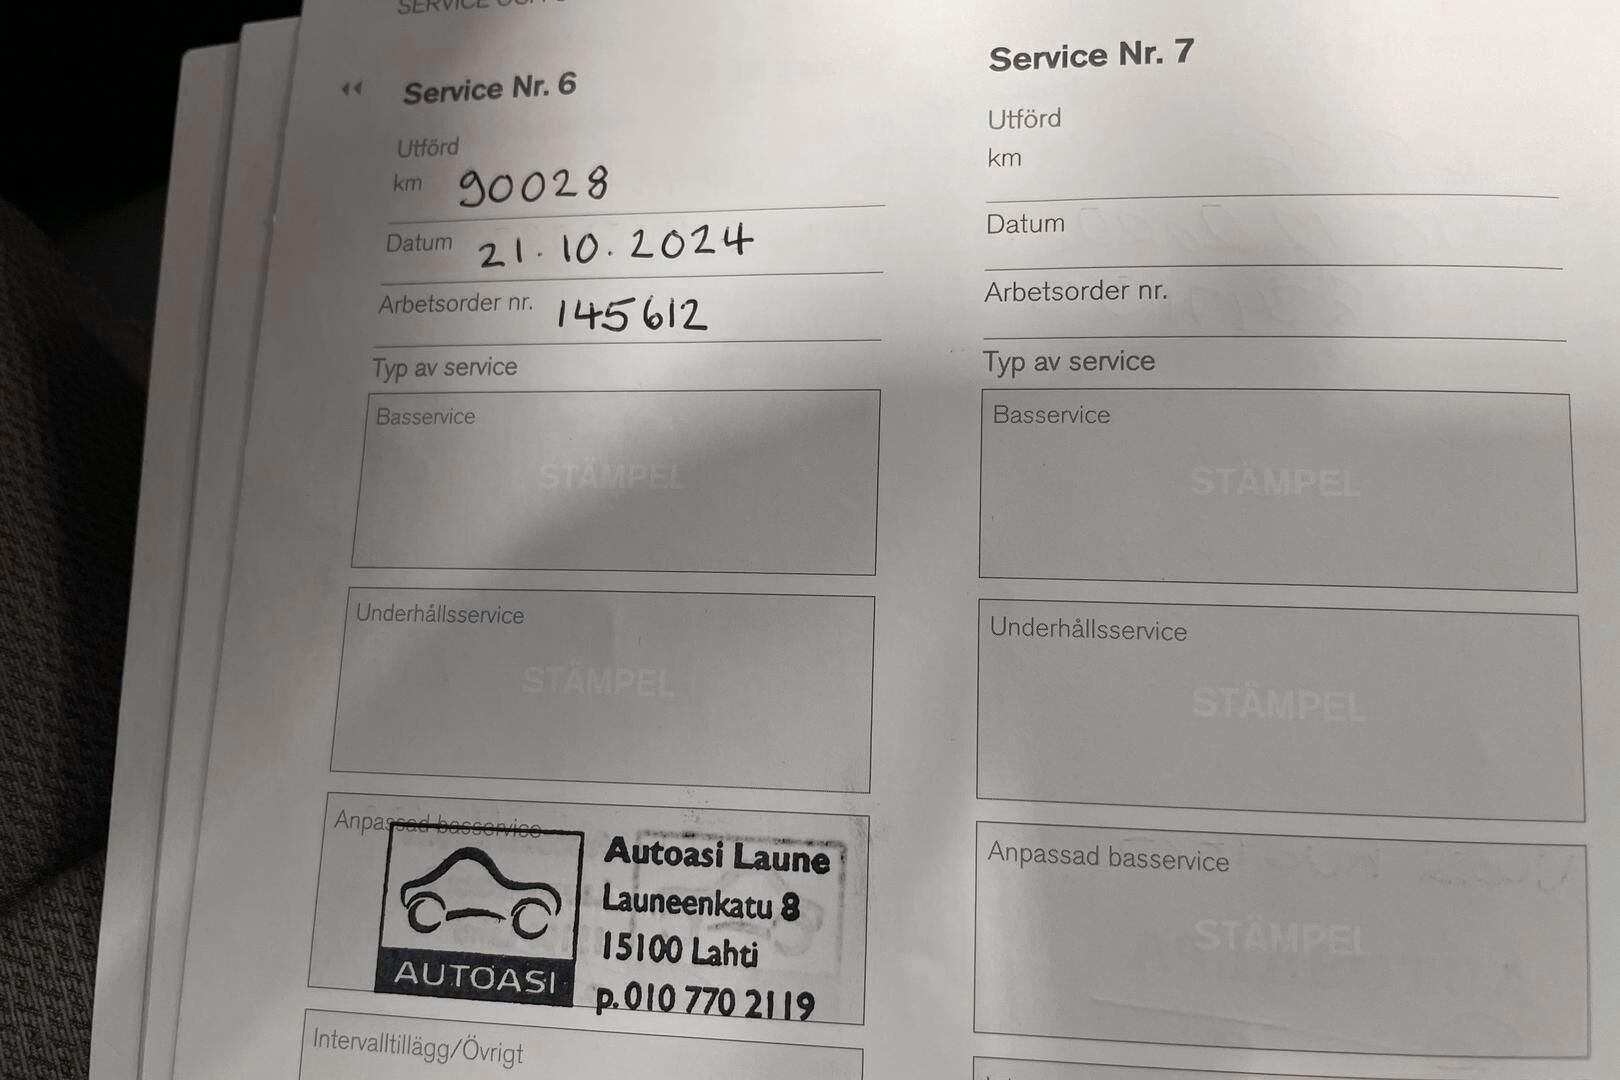 Service Nr. 6
Utförd
km 90028
Datum 21.10.2024
Arbetsorder nr. 145612
Typ av service
Basservice
STÄMPEL
Underhållsservice
STÄMPEL
Anpassad basservice
AUTOASI
Autoasi Laune
Launeenkatu 8
15100 Lahti
p. 010 770 2119
Intervalltillägg/Övrigt
Service Nr. 7
Utförd
km
Datum
Arbetsorder nr.
Typ av service
Basservice
STÄMPEL
Underhållsservice
STÄMPEL
Anpassad basservice
STÄMPEL